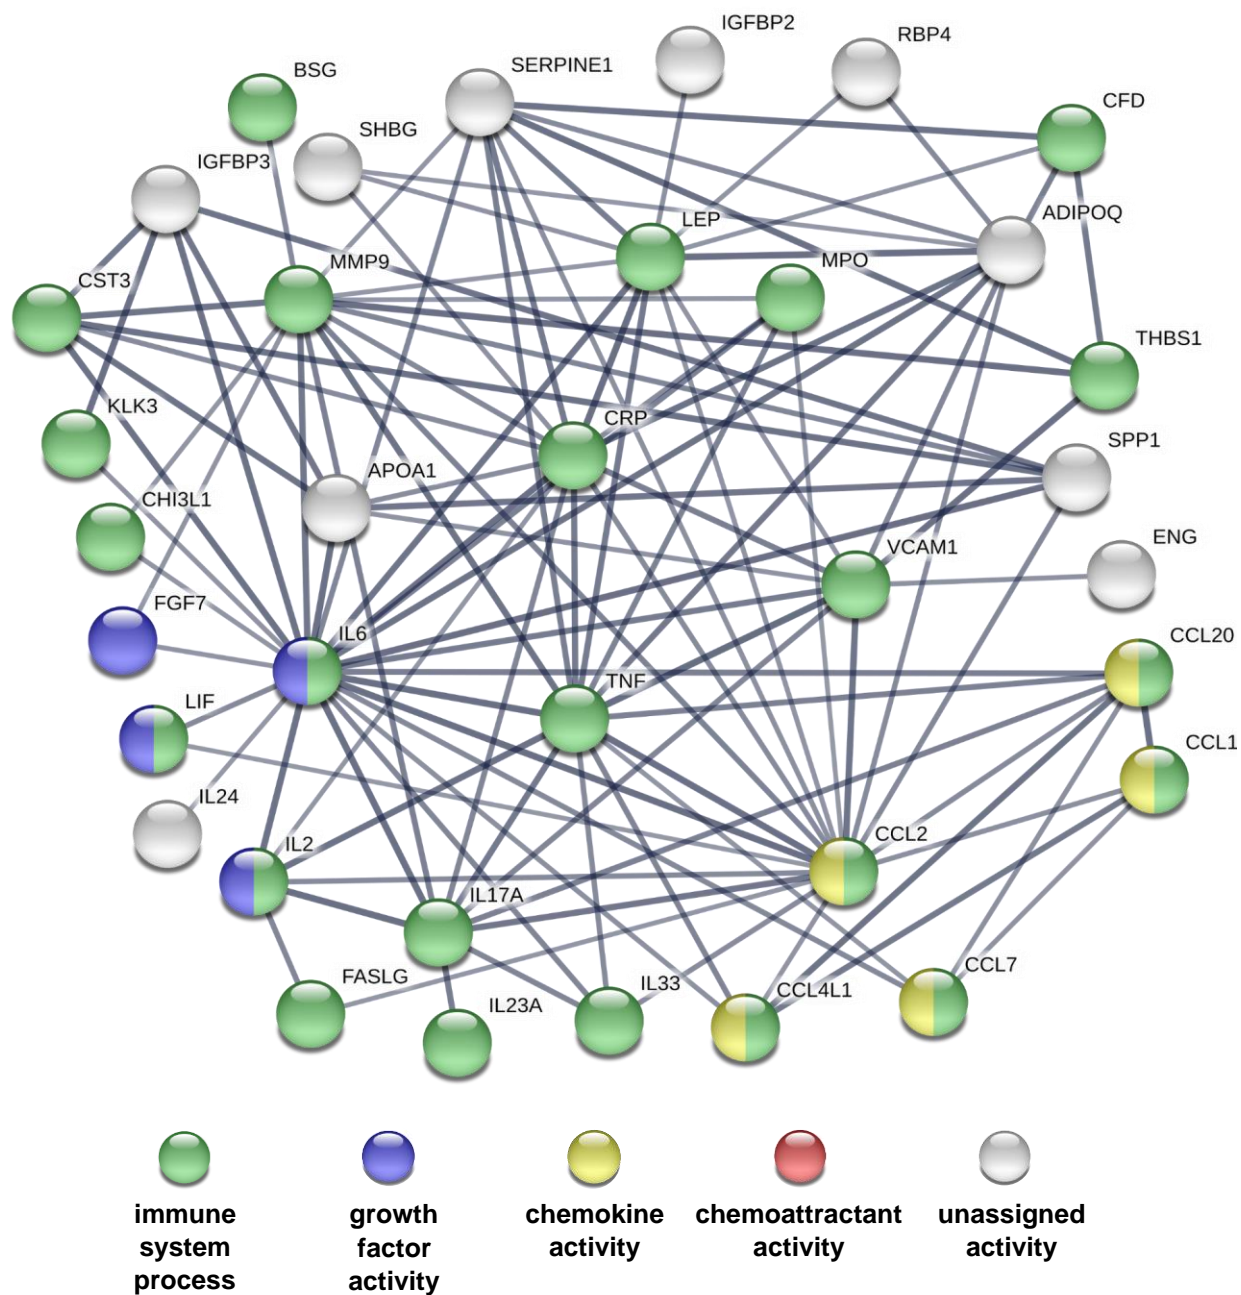 IGFBP2
RBP4
SERPINE1
BSG
CFD
SHBG
IGFBP3
ADIPOQ
LEP
MMP9
MPO
CST3
THBS1
KLK3
CRP
SPP1
APOA1
CHI3L1
ENG
VCAM1
FGF7
IL6
CCL20
TNF
LIF
CCL1
IL24
CCL2
IL2
IL17A
CCL7
FASLG
IL33
CCL4L1
IL23A
immune
system
process
growth
factor
activity
chemokine
activity
chemoattractant
activity
unassigned
activity